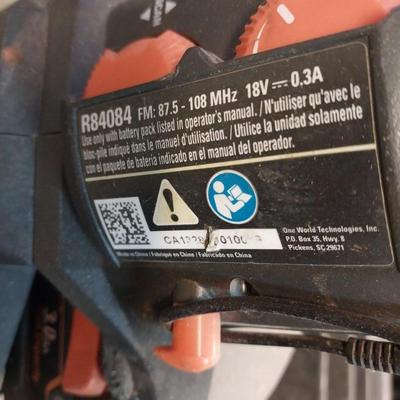 SCAN
R84084 FM: 87.5 - 108 MHz 18V⎓0.3A
Use only with battery pack listed in operator's manual. / N'utiliser qu'avec le
bloc-pile indiqué dans le manuel d'utilisation. / Utilice la unidad solamente
con el paquete de batería indicado en el manual del operador.
One World Technologies, Inc.
P.O. Box 35, Hwy. 8
Pickens, SC 29671
Made in China / Fabriqué en Chine / Fabricado en China
3.0